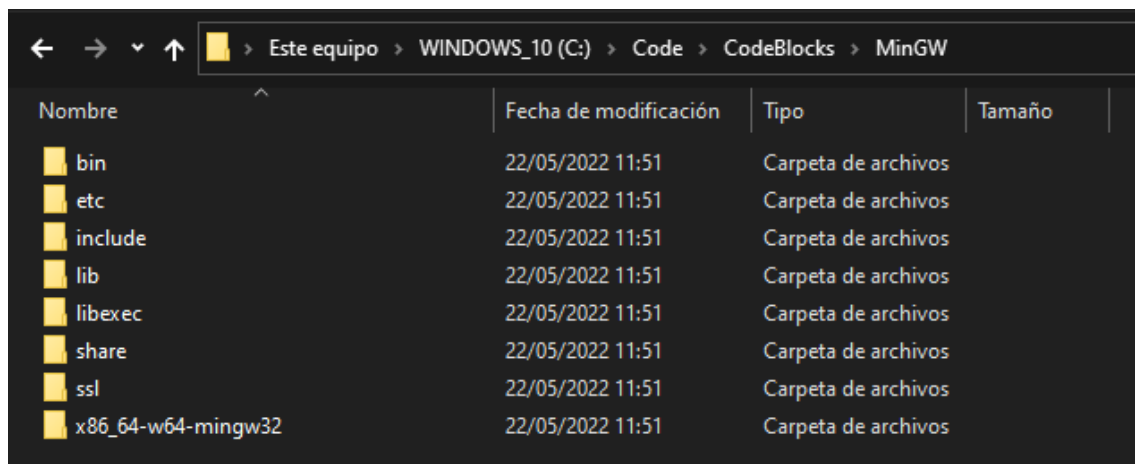 Este equipo > WINDOWS_10 (C:) > Code > CodeBlocks > MinGW
Nombre Fecha de modificación Tipo Tamaño
bin 22/05/2022 11:51 Carpeta de archivos
etc 22/05/2022 11:51 Carpeta de archivos
include 22/05/2022 11:51 Carpeta de archivos
lib 22/05/2022 11:51 Carpeta de archivos
libexec 22/05/2022 11:51 Carpeta de archivos
share 22/05/2022 11:51 Carpeta de archivos
ssl 22/05/2022 11:51 Carpeta de archivos
x86_64-w64-mingw32 22/05/2022 11:51 Carpeta de archivos